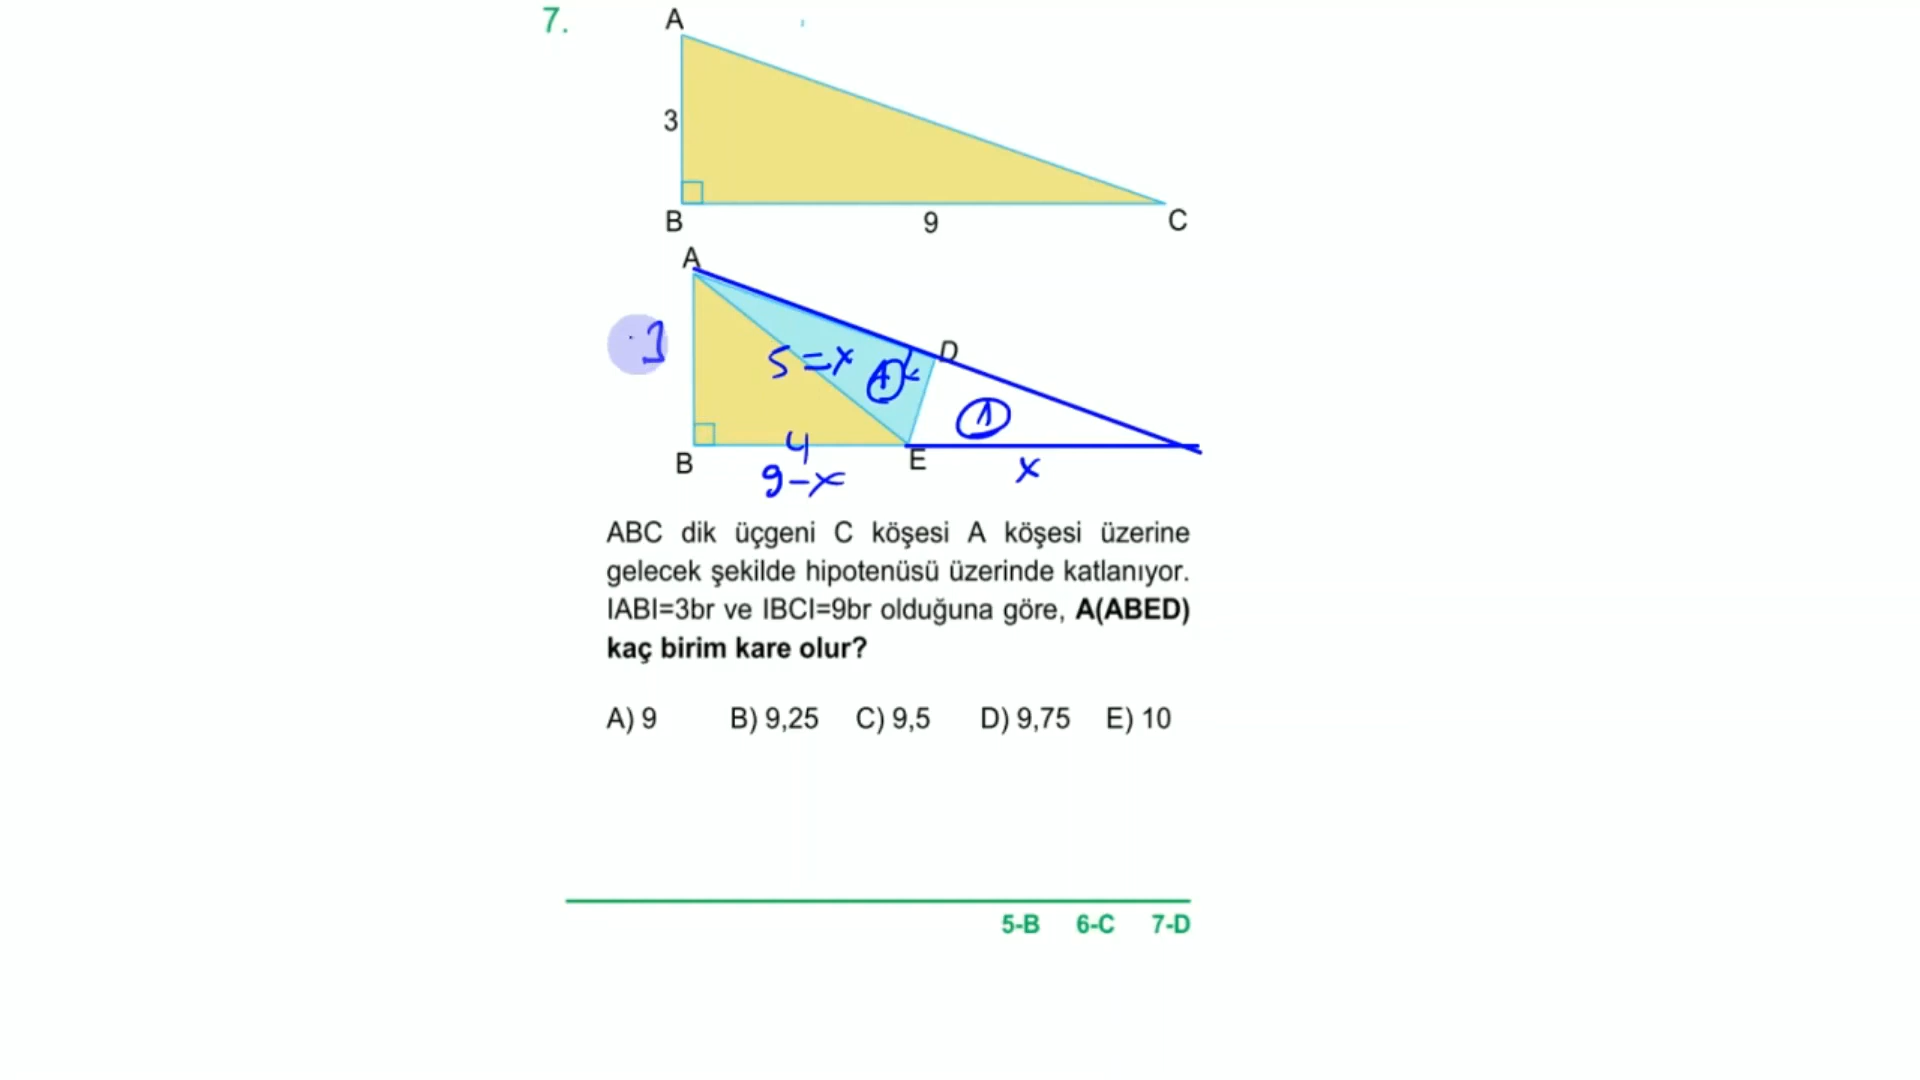 7.
A
3
B
9
C
A
3
5 = x
A
D
1
4
B
E
9-x
x
ABC dik üçgeni C köşesi A köşesi üzerine
gelecek şekilde hipotenüsü üzerinde katlanıyor.
IABI=3br ve IBCI=9br olduğuna göre, A(ABED)
kaç birim kare olur?
A) 9 B) 9,25 C) 9,5 D) 9,75 E) 10
5-B 6-C 7-D